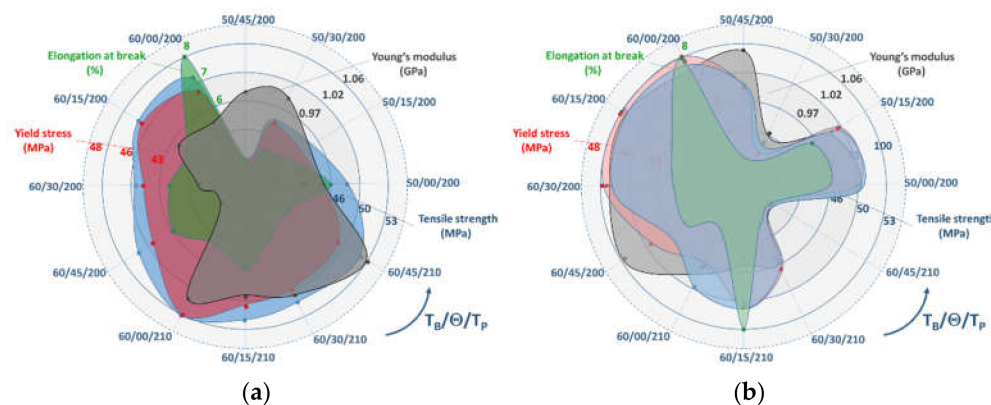 50/45/200
60/00/200
50/30/200
Elongation at break
(%)
8
7
6
Young's modulus
(GPa)
1.06
1.02
0.97
60/15/200
50/15/200
Yield stress
(MPa)
48
46
43
60/30/200
50/00/200
46
50
53
Tensile strength
(MPa)
60/45/200
60/45/210
60/00/210
60/30/210
60/15/210
TB/Θ/TP
(a)
50/45/200
60/00/200
50/30/200
Elongation at break
(%)
8
Young's modulus
(GPa)
1.06
1.02
0.97
60/15/200
50/15/200
Yield stress
(MPa)
48
100
60/30/200
50/00/200
46
50
53
Tensile strength
(MPa)
60/45/200
60/45/210
60/00/210
60/30/210
60/15/210
TB/Θ/TP
(b)